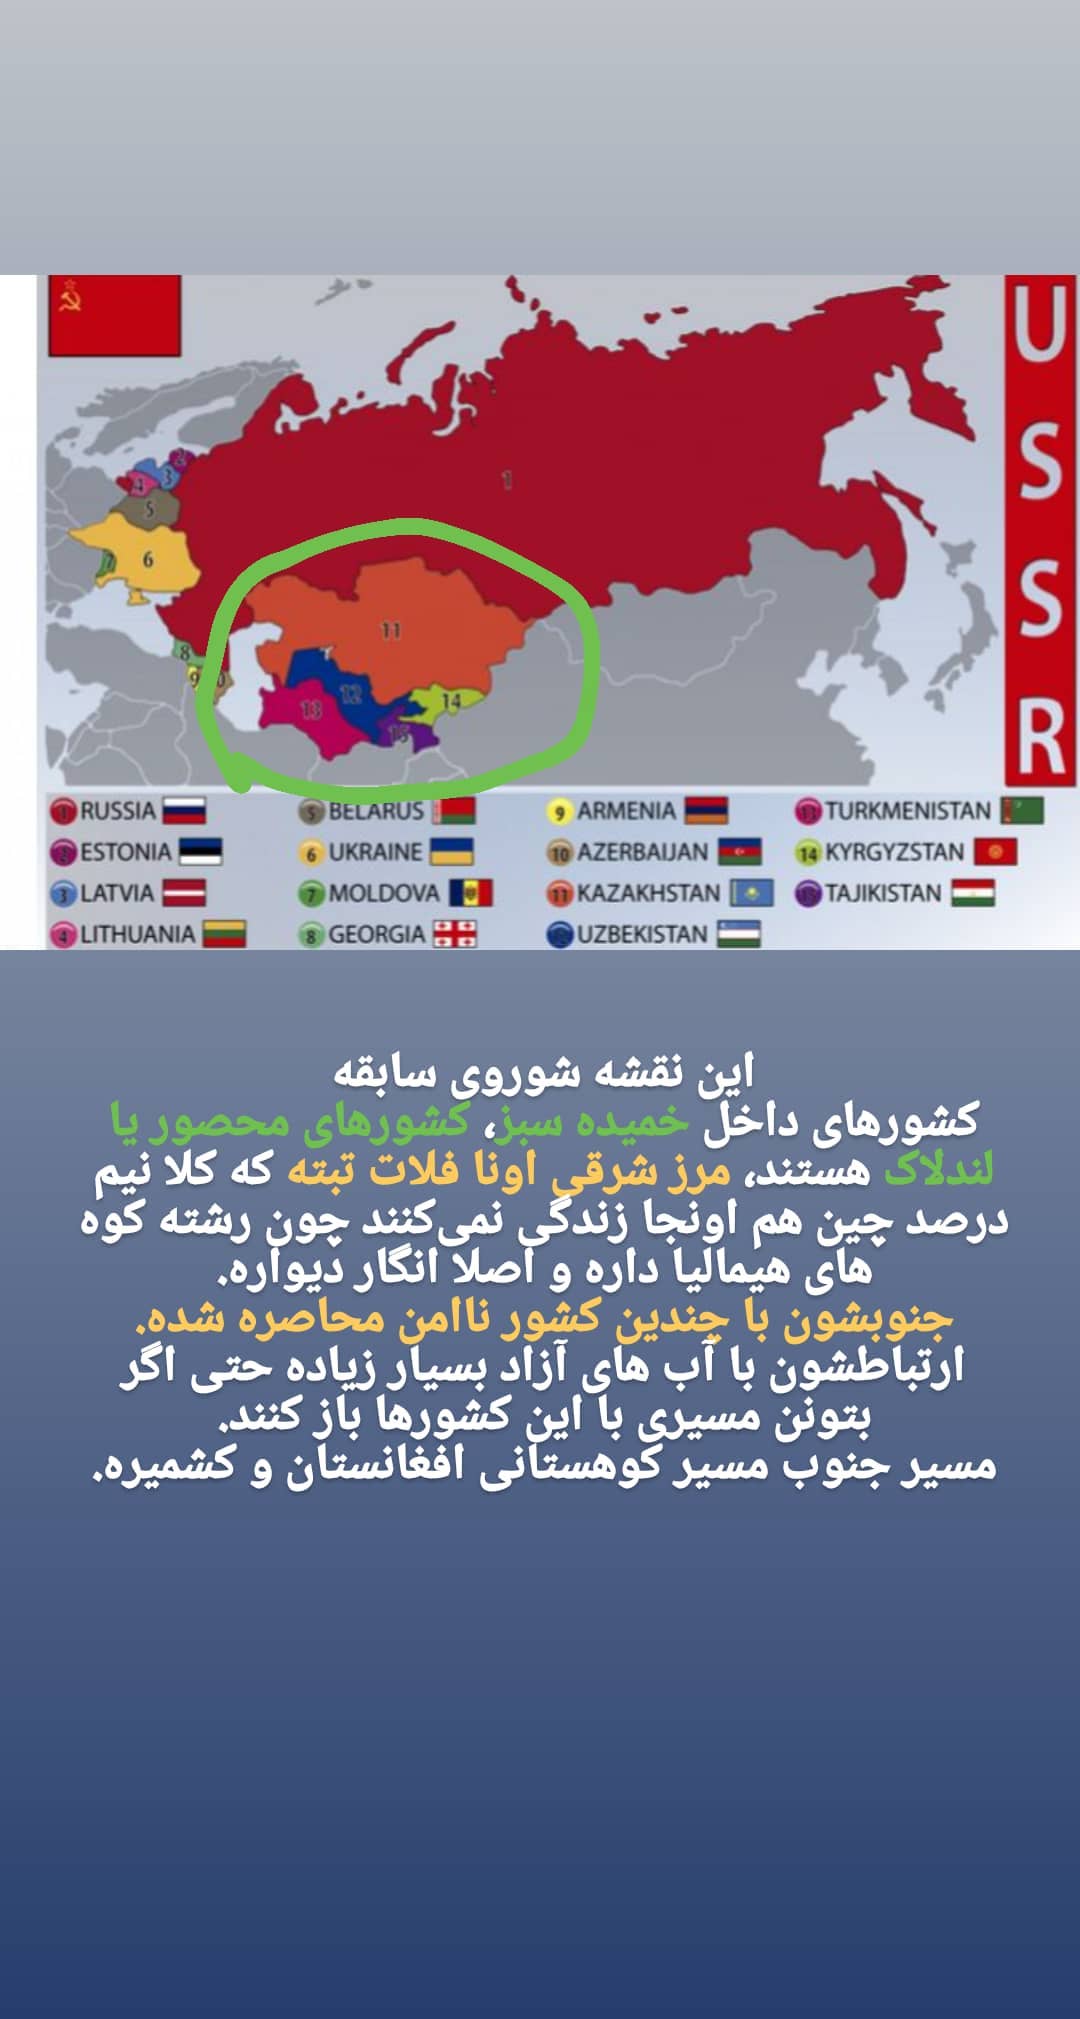 USSR
1
2
3
4
5
6
7
8
9
11
12
13
14
15
1 RUSSIA
5 BELARUS
9 ARMENIA
13 TURKMENISTAN
2 ESTONIA
6 UKRAINE
10 AZERBAIJAN
14 KYRGYZSTAN
3 LATVIA
7 MOLDOVA
11 KAZAKHSTAN
15 TAJIKISTAN
4 LITHUANIA
8 GEORGIA
12 UZBEKISTAN
این نقشه شوروی سابقه
کشورهای داخل خمیده سبز، کشورهای محصور یا
لندلاک هستند، مرز شرقی اونا فلات تبته که کلا نیم
درصد چین هم اونجا زندگی نمی‌کنند چون رشته کوه
های هیمالیا داره و اصلا انگار دیواره.
جنوبشون با چندین کشور ناامن محاصره شده.
ارتباطشون با آب های آزاد بسیار زیاده حتی اگر
بتونن مسیری با این کشورها باز کنند.
مسیر جنوب مسیر کوهستانی افغانستان و کشمیره.